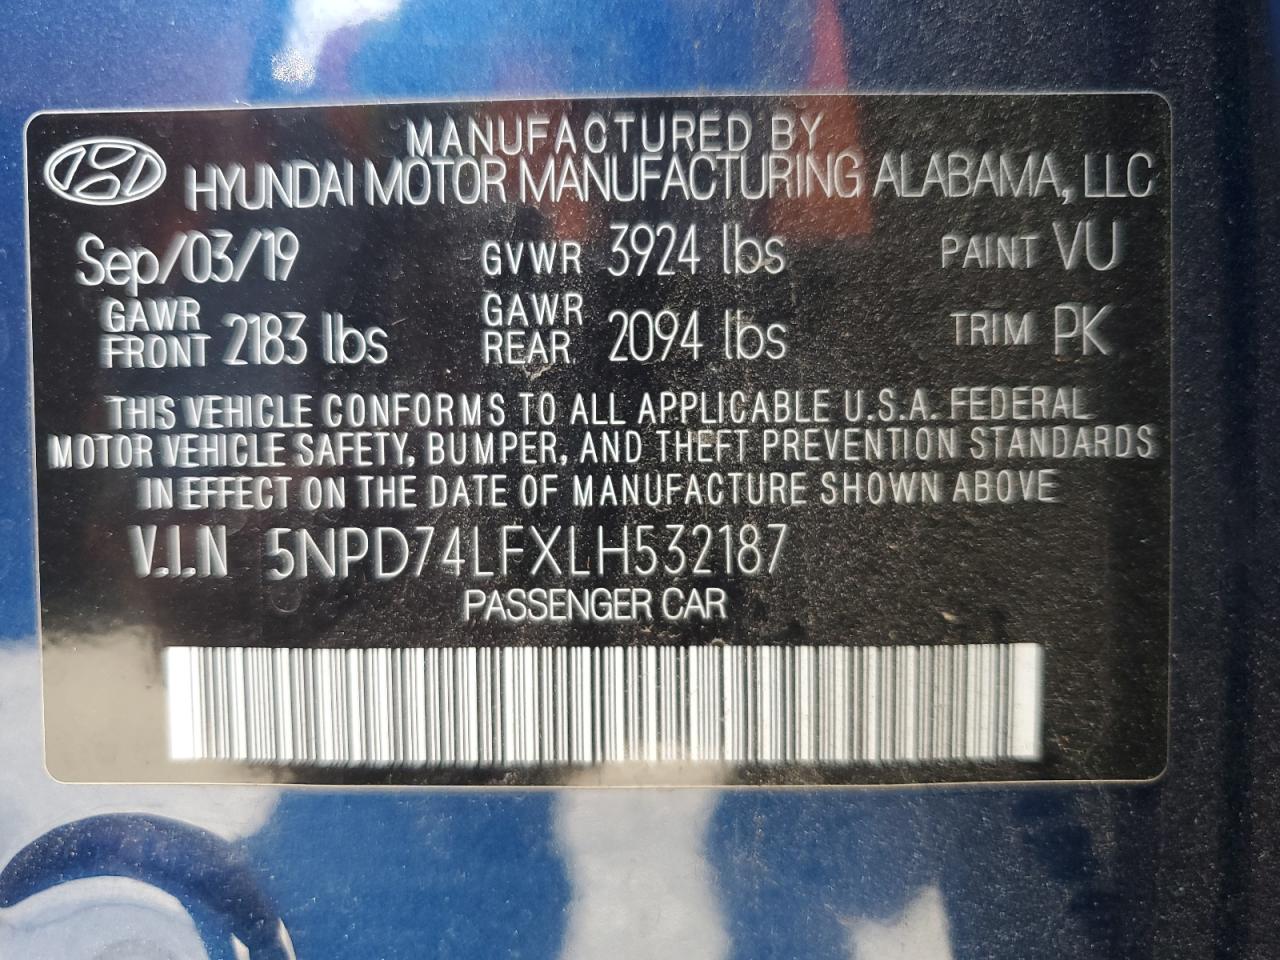 MANUFACTURED BY
HYUNDAI MOTOR MANUFACTURING ALABAMA, LLC
Sep/03/19 GVWR 3924 lbs PAINT VU
GAWR FRONT 2183 lbs GAWR REAR 2094 lbs TRIM PK
THIS VEHICLE CONFORMS TO ALL APPLICABLE U.S.A. FEDERAL
MOTOR VEHICLE SAFETY, BUMPER, AND THEFT PREVENTION STANDARDS
IN EFFECT ON THE DATE OF MANUFACTURE SHOWN ABOVE
V.I.N 5NPD74LFXLH532187
PASSENGER CAR